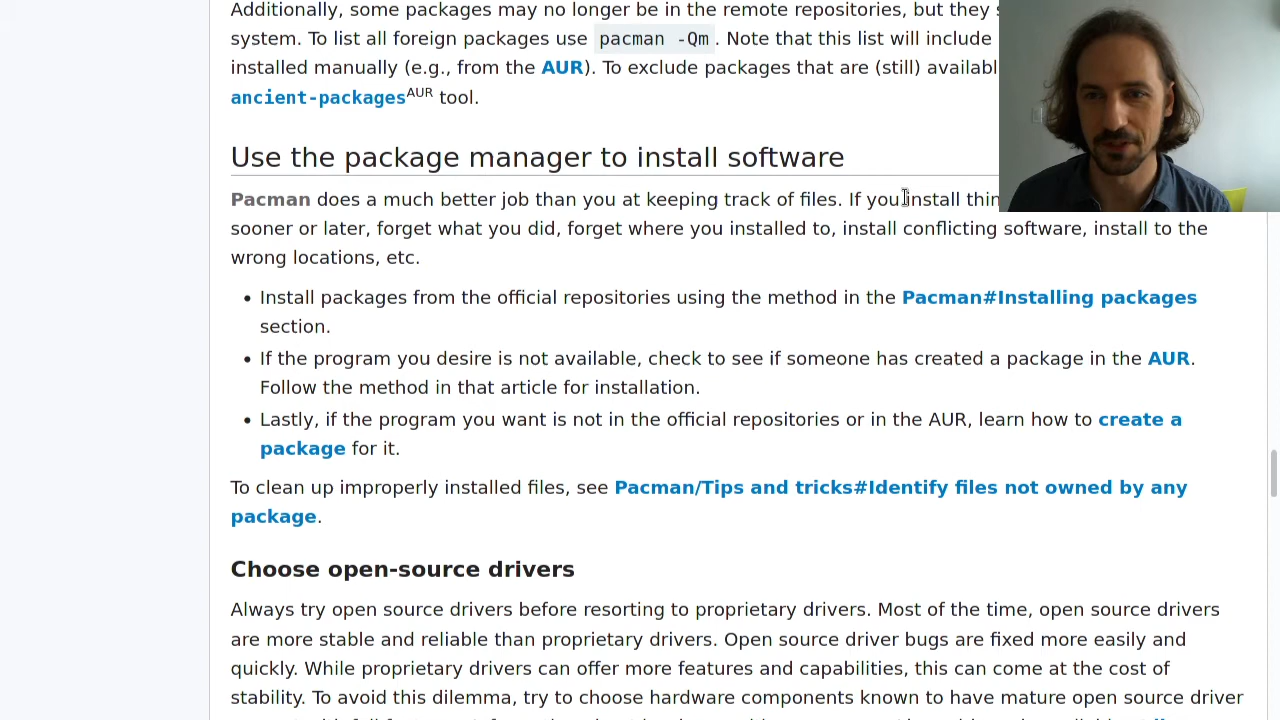 Additionally, some packages may no longer be in the remote repositories, but they
system. To list all foreign packages use pacman -Qm. Note that this list will include
installed manually (e.g., from the AUR). To exclude packages that are (still)
ancient-packagesAUR tool.
Use the package manager to install software
Pacman does a much better job than you at keeping track of files. If you install
sooner or later, forget what you did, forget where you installed to, install conflicting software, install to the
wrong locations, etc.
• Install packages from the official repositories using the method in the Pacman#Installing packages
section.
• If the program you desire is not available, check to see if someone has created a package in the AUR.
Follow the method in that article for installation.
• Lastly, if the program you want is not in the official repositories or in the AUR, learn how to create a
package for it.
To clean up improperly installed files, see Pacman/Tips and tricks#Identify files not owned by any
package.
Choose open-source drivers
Always try open source drivers before resorting to proprietary drivers. Most of the time, open source drivers
are more stable and reliable than proprietary drivers. Open source driver bugs are fixed more easily and
quickly. While proprietary drivers can offer more features and capabilities, this can come at the cost of
stability. To avoid this dilemma, try to choose hardware components known to have mature open source driver